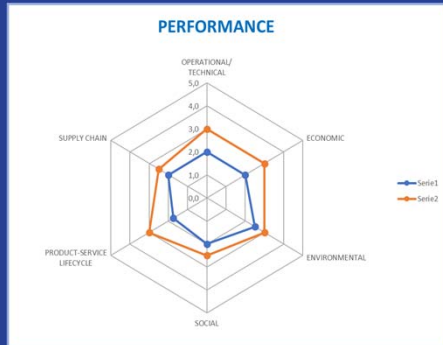 PERFORMANCE
OPERATIONAL/
TECHNICAL
5,0
4,0
3,0
2,0
1,0
0,0
SUPPLY CHAIN
ECONOMIC
Serie1
Serie2
PRODUCT-SERVICE
LIFECYCLE
ENVIRONMENTAL
SOCIAL